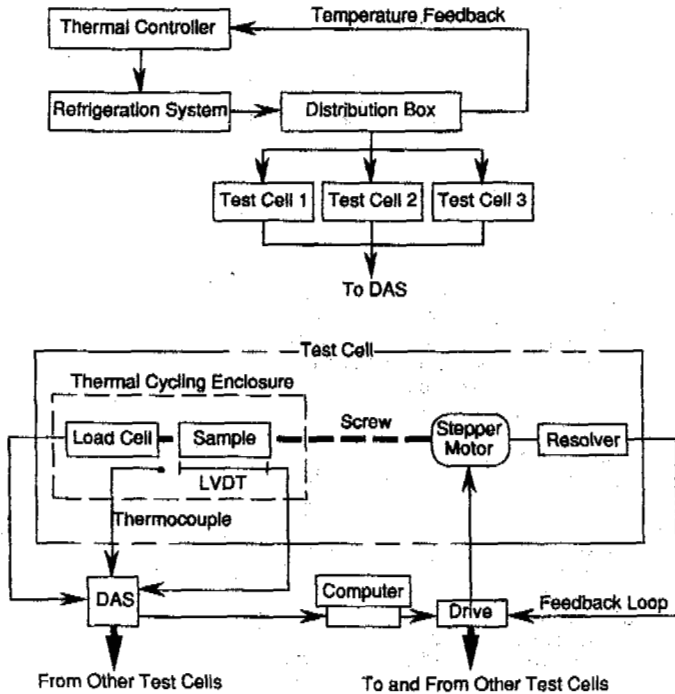 Temperature Feedback
Thermal Controller
Refrigeration System
Distribution Box
Test Cell 1
Test Cell 2
Test Cell 3
To DAS
Test Cell
Thermal Cycling Enclosure
Load Cell
Sample
Screw
Stepper
Motor
Resolver
LVDT
Thermocouple
DAS
Computer
Drive
Feedback Loop
From Other Test Cells
To and From Other Test Cells